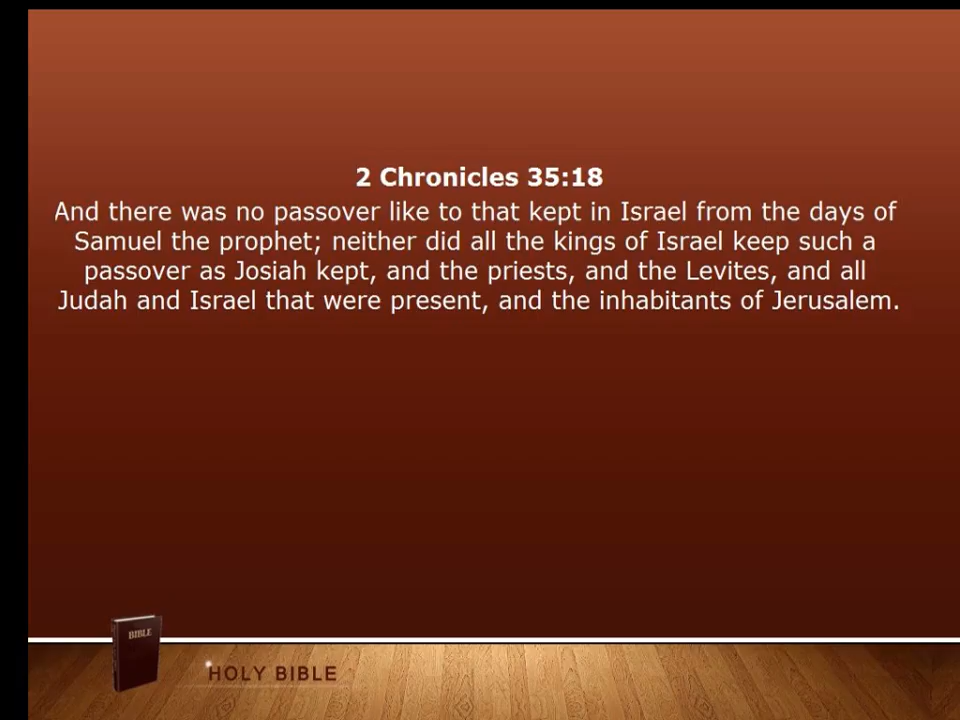 2 Chronicles 35:18
And there was no passover like to that kept in Israel from the days of
Samuel the prophet; neither did all the kings of Israel keep such a
passover as Josiah kept, and the priests, and the Levites, and all
Judah and Israel that were present, and the inhabitants of Jerusalem.
BIBLE
HOLY BIBLE